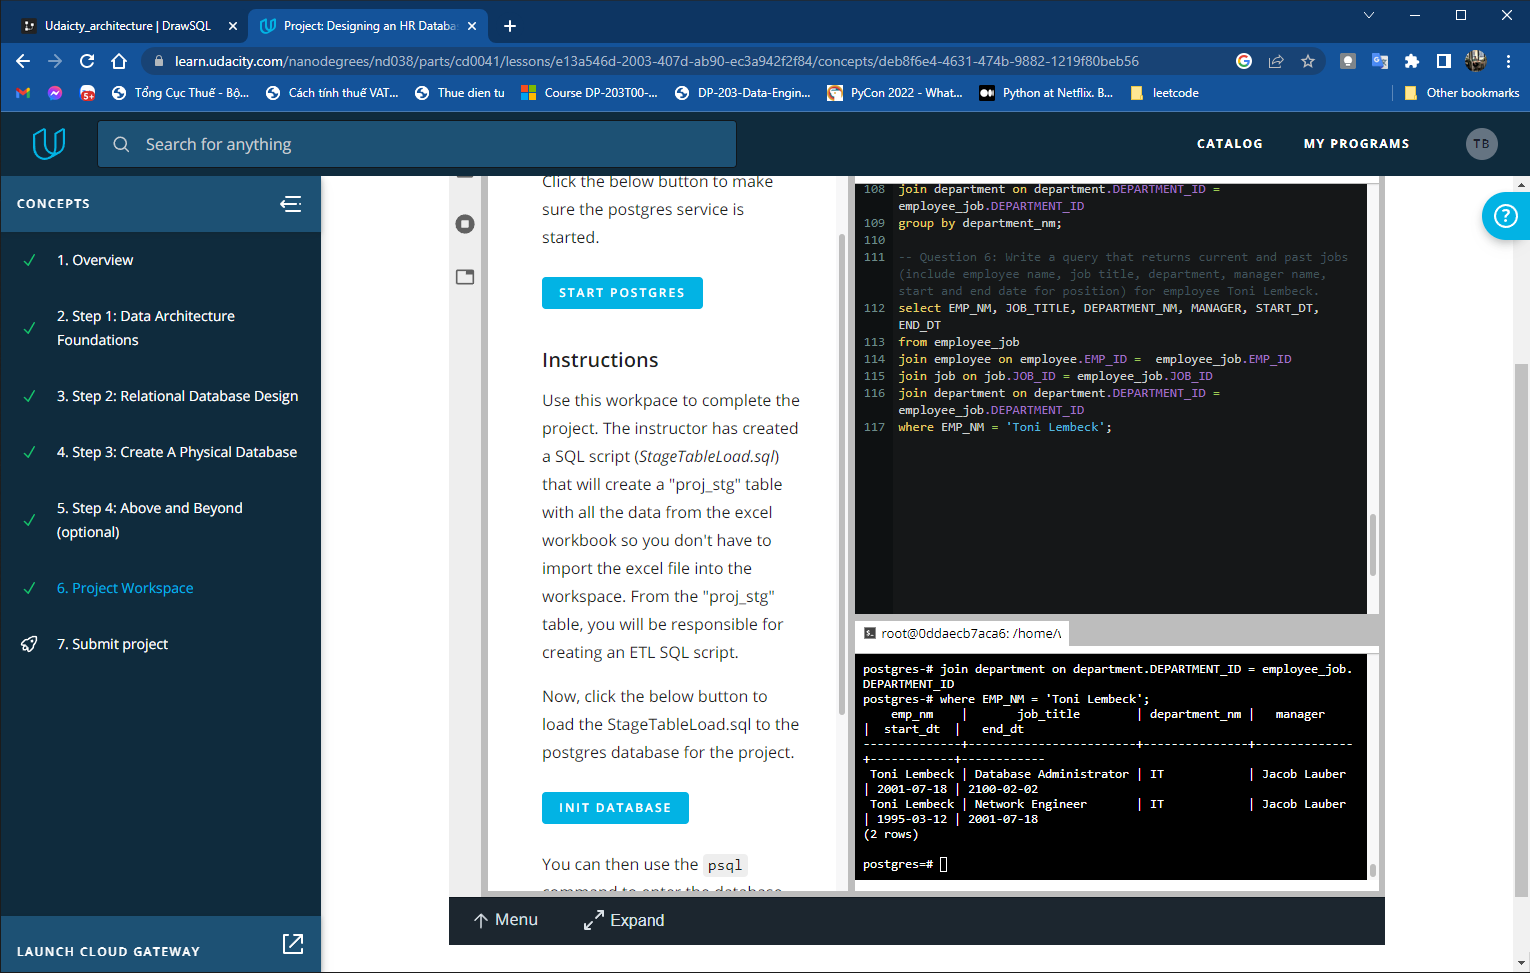 Udaicty_architecture | DrawSQL
Project: Designing an HR Databa
learn.udacity.com/nanodegrees/nd038/parts/cd0041/lessons/e13a546d-2003-407d-ab90-ec3a942f2f84/concepts/deb8f6e4-4631-474b-9882-1219f80beb56
Tổng Cục Thuế - Bộ...
Cách tính thuế VAT...
Thue dien tu
Course DP-203T00-...
DP-203-Data-Engin...
PyCon 2022 - What...
Python at Netflix. B...
leetcode
Other bookmarks
Search for anything
CATALOG
MY PROGRAMS
TB
CONCEPTS
1. Overview
2. Step 1: Data Architecture
Foundations
3. Step 2: Relational Database Design
4. Step 3: Create A Physical Database
5. Step 4: Above and Beyond
(optional)
6. Project Workspace
7. Submit project
LAUNCH CLOUD GATEWAY
Click the below button to make
sure the postgres service is
started.
START POSTGRES
Instructions
Use this workpace to complete the
project. The instructor has created
a SQL script (StageTableLoad.sql)
that will create a "proj_stg" table
with all the data from the excel
workbook so you don't have to
import the excel file into the
workspace. From the "proj_stg"
table, you will be responsible for
creating an ETL SQL script.
Now, click the below button to
load the StageTableLoad.sql to the
postgres database for the project.
INIT DATABASE
You can then use the psql
command to enter the database
108 join department on department.DEPARTMENT_ID =
employee_job.DEPARTMENT_ID
109 group by department_nm;
110
111 -- Question 6: Write a query that returns current and past jobs
(include employee name, job title, department, manager name,
start and end date for position) for employee Toni Lembeck.
112 select EMP_NM, JOB_TITLE, DEPARTMENT_NM, MANAGER, START_DT,
END_DT
113 from employee_job
114 join employee on employee.EMP_ID =  employee_job.EMP_ID
115 join job on job.JOB_ID = employee_job.JOB_ID
116 join department on department.DEPARTMENT_ID =
employee_job.DEPARTMENT_ID
117 where EMP_NM = 'Toni Lembeck';
root@0ddaecb7aca6: /home/
postgres-# join department on department.DEPARTMENT_ID = employee_job.
DEPARTMENT_ID
postgres-# where EMP_NM = 'Toni Lembeck';
emp_nm | job_title | department_nm | manager
| start_dt | end_dt
--------------+------------------------+---------------+--------------
+------------+------------
Toni Lembeck | Database Administrator | IT | Jacob Lauber
| 2001-07-18 | 2100-02-02
Toni Lembeck | Network Engineer | IT | Jacob Lauber
| 1995-03-12 | 2001-07-18
(2 rows)
postgres=#
Menu
Expand